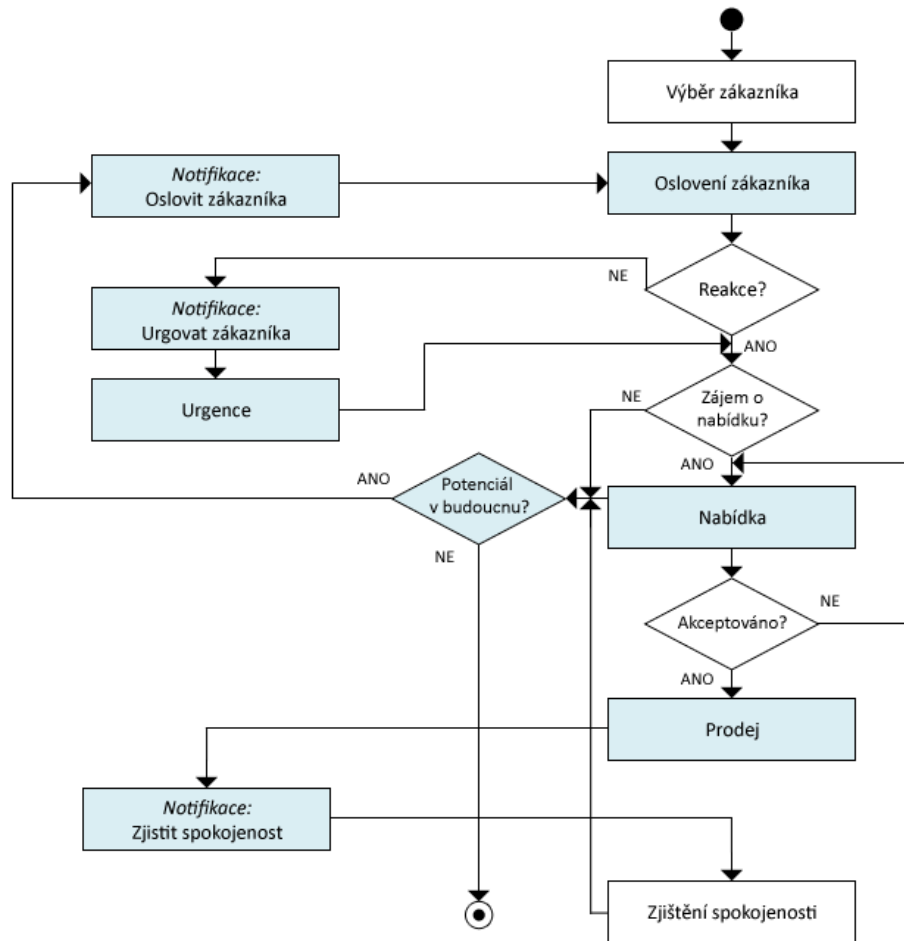 Výběr zákazníka
Notifikace:
Oslovit zákazníka
Oslovení zákazníka
NE
Reakce?
Notifikace:
Urgovat zákazníka
ANO
Urgence
NE
Zájem o
nabídku?
ANO
ANO
Potenciál
v budoucnu?
Nabídka
NE
Akceptováno?
NE
ANO
Prodej
Notifikace:
Zjistit spokojenost
Zjištění spokojenosti